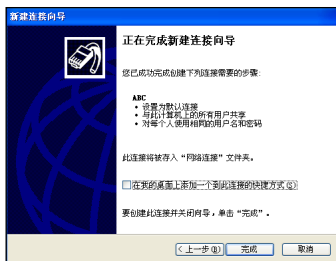 新建连接向导
正在完成新建连接向导
您已成功完成创建下列连接需要的步骤:
ABC
• 设置为默认连接
• 与此计算机上的所有用户共享
• 对每个人使用相同的用户名和密码
此连接将被存入“网络连接”文件夹。
在我的桌面上添加一个到此连接的快捷方式(S)
要创建此连接并关闭向导，单击“完成”。
<上一步(B) 完成 取消